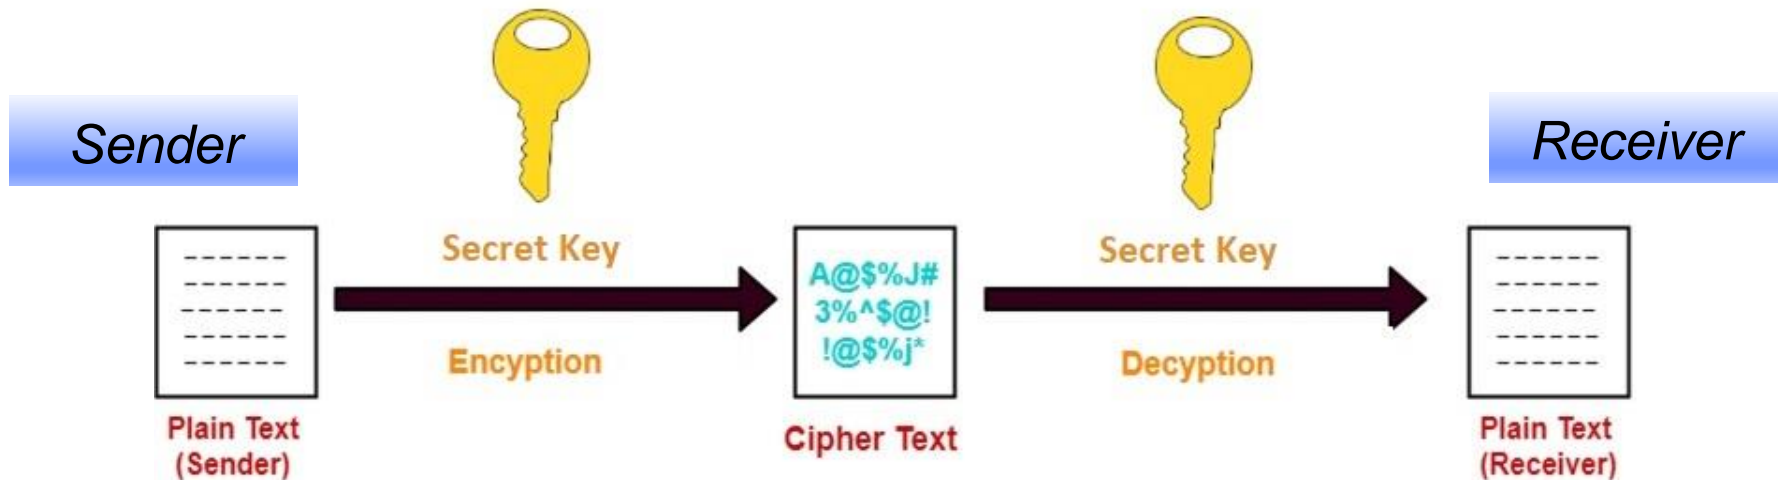 Sender
Receiver
Secret Key
Secret Key
A@$%J#
3%^$@!
!@$%j*
Encyption
Decyption
Plain Text
(Sender)
Cipher Text
Plain Text
(Receiver)